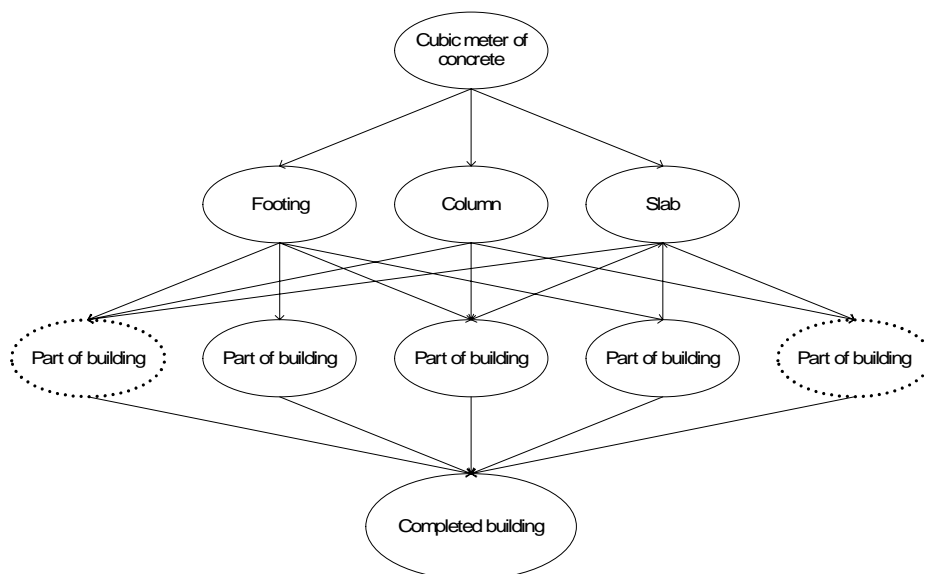 Cubic meter of
concrete
Footing
Column
Slab
Part of building
Part of building
Part of building
Part of building
Part of building
Completed building